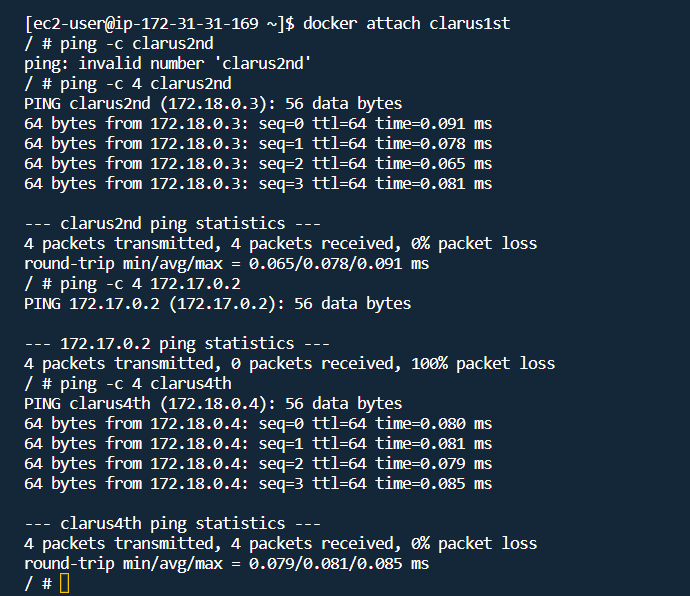 [ec2-user@ip-172-31-31-169 ~]$ docker attach clarus1st
/ # ping -c clarus2nd
ping: invalid number 'clarus2nd'
/ # ping -c 4 clarus2nd
PING clarus2nd (172.18.0.3): 56 data bytes
64 bytes from 172.18.0.3: seq=0 ttl=64 time=0.091 ms
64 bytes from 172.18.0.3: seq=1 ttl=64 time=0.078 ms
64 bytes from 172.18.0.3: seq=2 ttl=64 time=0.065 ms
64 bytes from 172.18.0.3: seq=3 ttl=64 time=0.081 ms
--- clarus2nd ping statistics ---
4 packets transmitted, 4 packets received, 0% packet loss
round-trip min/avg/max = 0.065/0.078/0.091 ms
/ # ping -c 4 172.17.0.2
PING 172.17.0.2 (172.17.0.2): 56 data bytes
--- 172.17.0.2 ping statistics ---
4 packets transmitted, 0 packets received, 100% packet loss
/ # ping -c 4 clarus4th
PING clarus4th (172.18.0.4): 56 data bytes
64 bytes from 172.18.0.4: seq=0 ttl=64 time=0.080 ms
64 bytes from 172.18.0.4: seq=1 ttl=64 time=0.081 ms
64 bytes from 172.18.0.4: seq=2 ttl=64 time=0.079 ms
64 bytes from 172.18.0.4: seq=3 ttl=64 time=0.085 ms
--- clarus4th ping statistics ---
4 packets transmitted, 4 packets received, 0% packet loss
round-trip min/avg/max = 0.079/0.081/0.085 ms
/ #